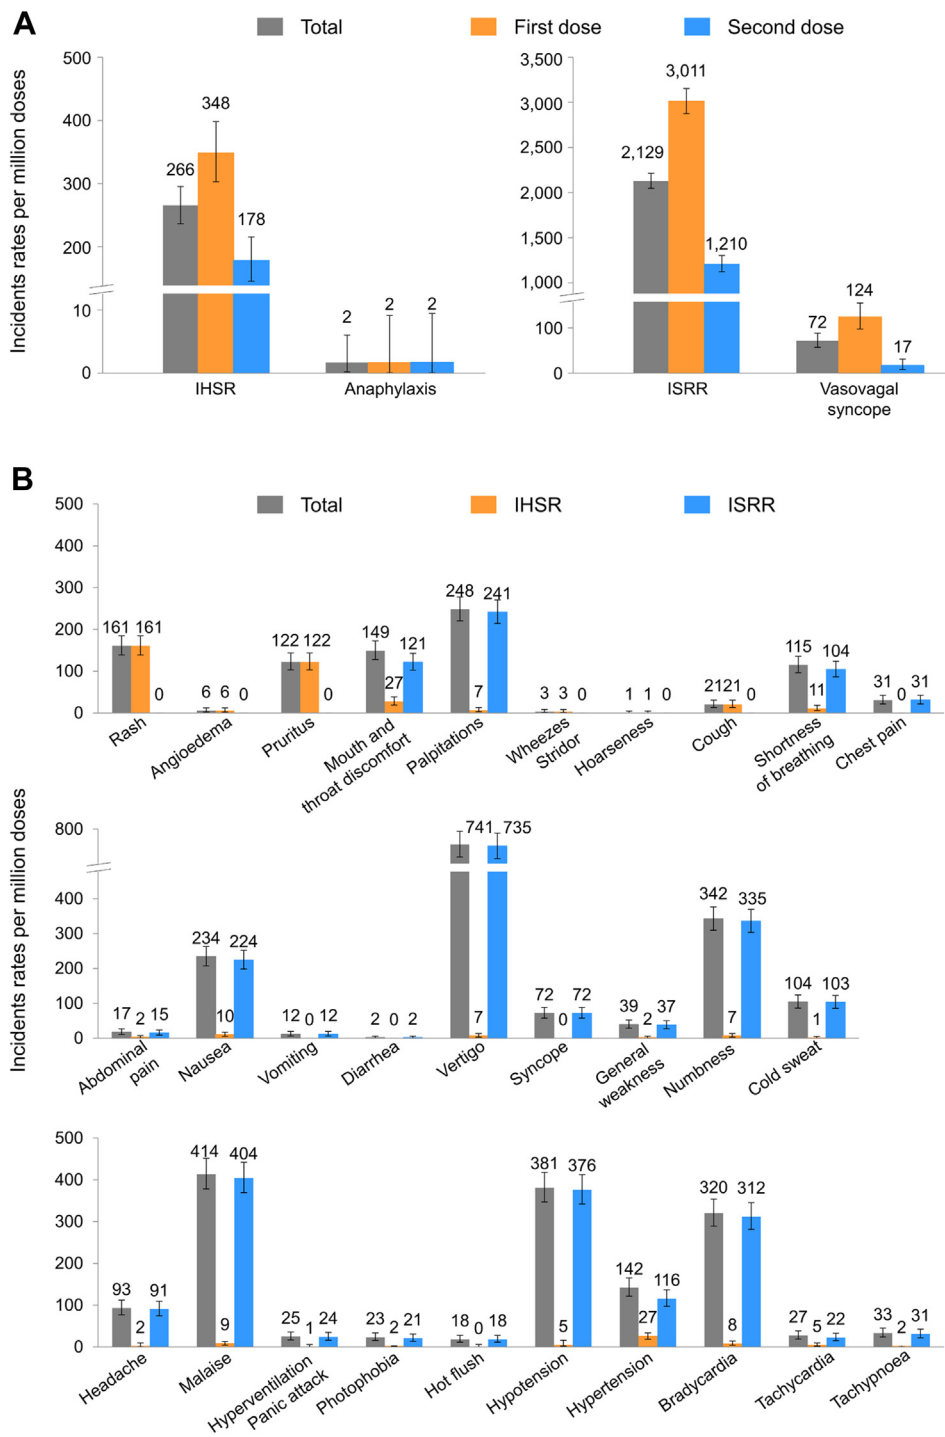 A
Total First dose Second dose
Incidents rates per million doses
500
400
300
200
10
0
266 348 178
2 2 2
IHSR Anaphylaxis
3,500
3,000
2,500
2,000
1,500
1,000
100
0
2,129 3,011 1,210
72 124 17
ISRR Vasovagal
syncope
B
Total IHSR ISRR
Incidents rates per million doses
500
400
300
200
100
0
161 161 0
6 6 0
122 122 0
149 27 121
248 7 241
3 3 0
1 1 0
21 21 0
115 11 104
31 0 31
Rash
Angioedema
Pruritus
Mouth and
throat discomfort
Palpitations
Wheezes
Stridor
Hoarseness
Cough
Shortness
of breathing
Chest pain
800
400
300
200
100
0
17 2 15
234 10 224
12 0 12
2 0 2
741 7 735
72 0 72
39 2 37
342 7 335
104 1 103
Abdominal
pain
Nausea
Vomiting
Diarrhea
Vertigo
Syncope
General
weakness
Numbness
Cold sweat
500
400
300
200
100
0
93 2 91
414 9 404
25 1 24
23 2 21
18 0 18
381 5 376
142 27 116
320 8 312
27 5 22
33 2 31
Headache
Malaise
Hyperventilation
Panic attack
Photophobia
Hot flush
Hypotension
Hypertension
Bradycardia
Tachycardia
Tachypnoea